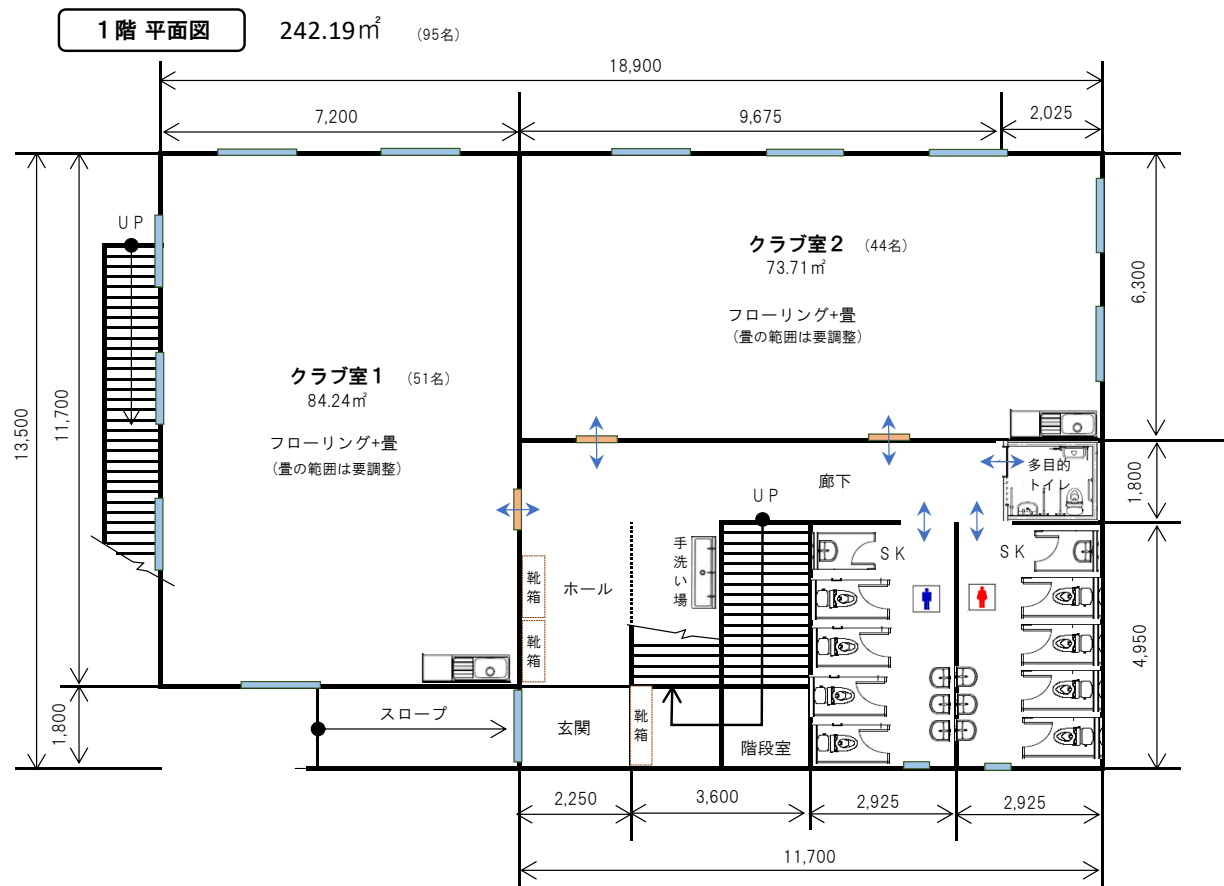 １階 平面図 242.19㎡ （95名）
18,900
7,200 9,675 2,025
ＵＰ
クラブ室２ （44名）
73.71㎡
フローリング+畳
（畳の範囲は要調整）
6,300
クラブ室１ （51名）
84.24㎡
フローリング+畳
（畳の範囲は要調整）
13,500
11,700
1,800
廊下
多目的
トイレ
1,800
ＵＰ
手洗い場
ＳＫ
ＳＫ
ホール
靴箱
靴箱
4,950
スロープ
玄関
靴箱
階段室
2,250 3,600 2,925 2,925
11,700